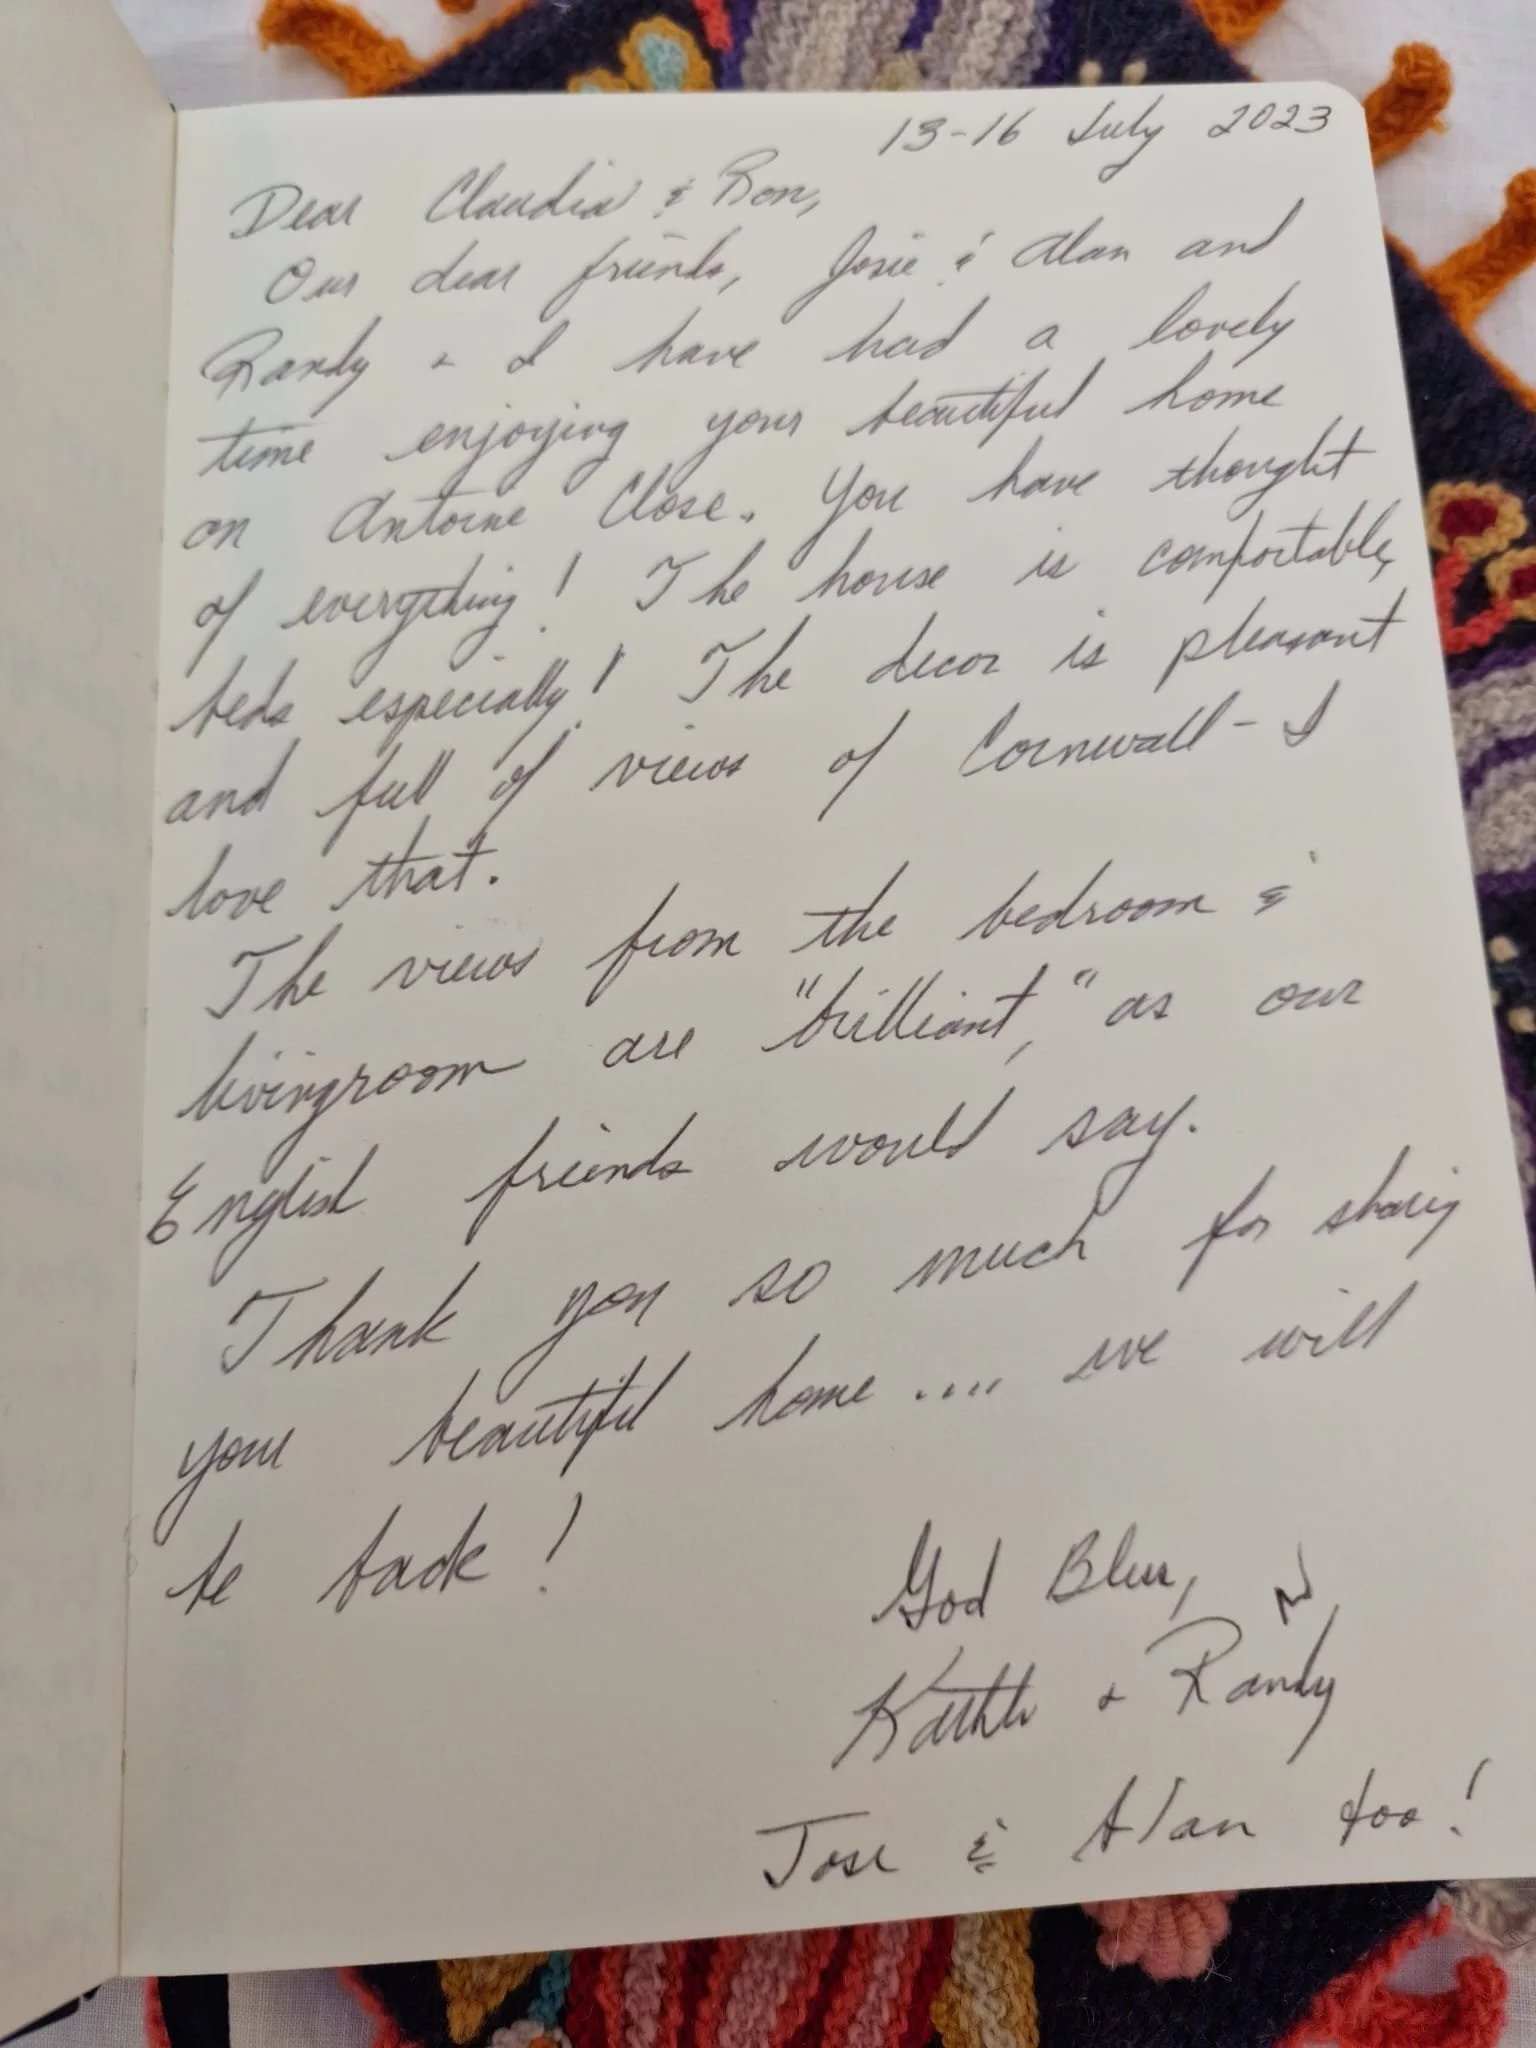 13-16 July 2023
Dear Claudia & Ron,
Our dear friends, Josie & Alan and
Randy + I have had a lovely
time enjoying your beautiful home
on Antoine Close. You have thought
of everything! The house is comfortable,
beds especially! The decor is pleasant
and full of views of Cornwall - I
love that.
The views from the bedroom &
livingroom are "brilliant," as our
English friends would say.
Thank you so much for sharing
your beautiful home .... we will
be back!
God Bless,
& Randy
Josie & Alan too!